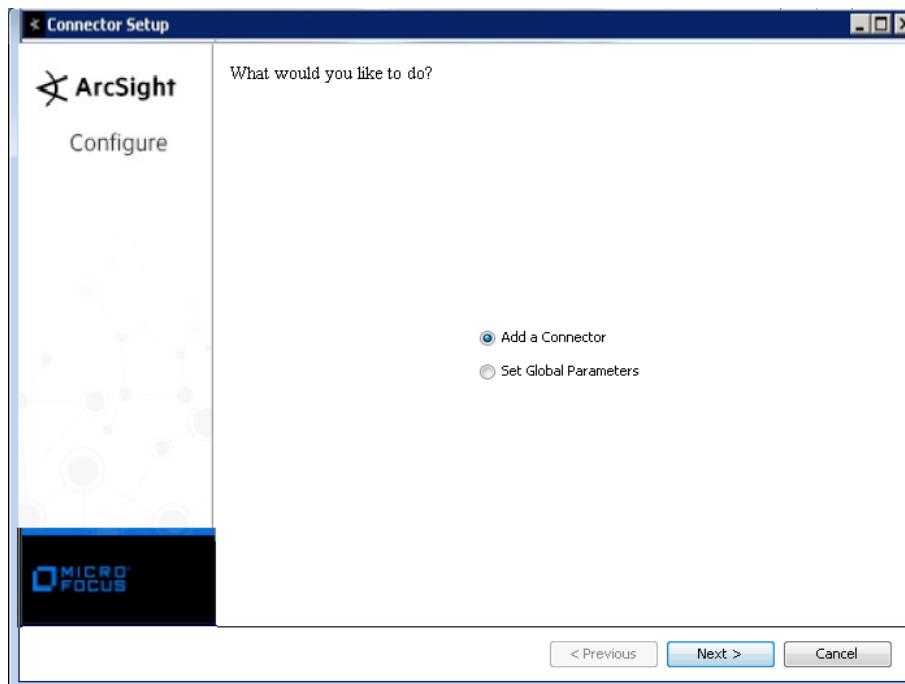 Connector Setup
ArcSight
Configure
What would you like to do?
Add a Connector
Set Global Parameters
MICRO
FOCUS
< Previous
Next >
Cancel